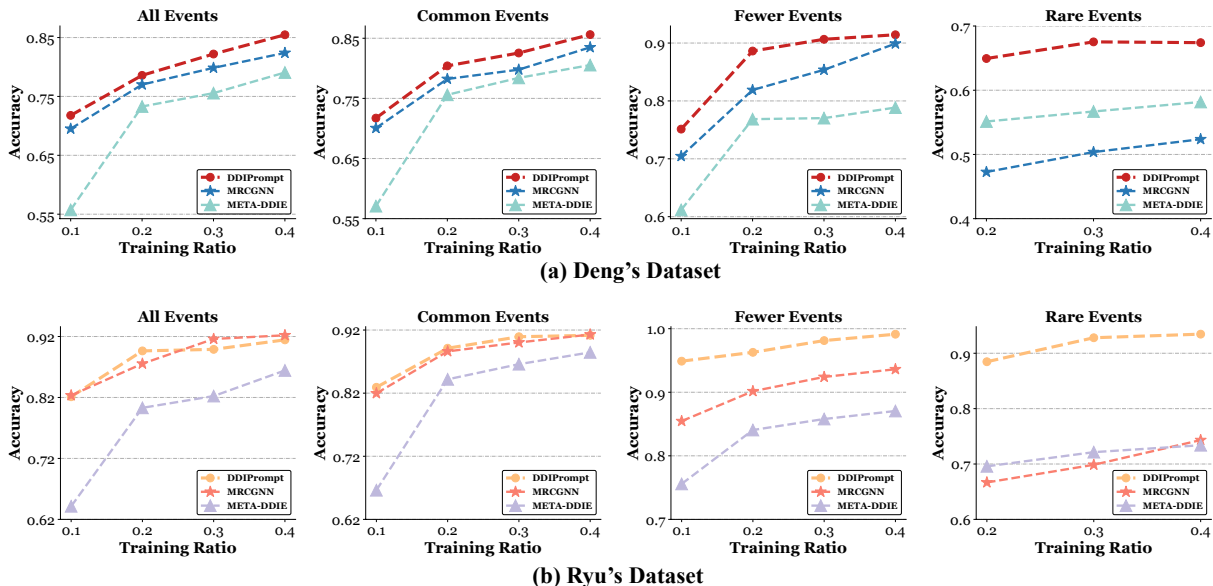 All Events
Accuracy
0.85
0.75
0.65
0.55
DDIPrompt
MRCGNN
META-DDIE
0.1 0.2 0.3 0.4
Training Ratio
Common Events
Accuracy
0.85
0.75
0.65
0.55
DDIPrompt
MRCGNN
META-DDIE
0.1 0.2 0.3 0.4
Training Ratio
Fewer Events
Accuracy
0.9
0.8
0.7
0.6
DDIPrompt
MRCGNN
META-DDIE
0.1 0.2 0.3 0.4
Training Ratio
Rare Events
Accuracy
0.7
0.6
0.5
0.4
DDIPrompt
MRCGNN
META-DDIE
0.2 0.3 0.4
Training Ratio
(a) Deng's Dataset
All Events
Accuracy
0.92
0.82
0.72
0.62
DDIPrompt
MRCGNN
META-DDIE
0.1 0.2 0.3 0.4
Training Ratio
Common Events
Accuracy
0.92
0.82
0.72
0.62
DDIPrompt
MRCGNN
META-DDIE
0.1 0.2 0.3 0.4
Training Ratio
Fewer Events
Accuracy
1.0
0.9
0.8
0.7
DDIPrompt
MRCGNN
META-DDIE
0.1 0.2 0.3 0.4
Training Ratio
Rare Events
Accuracy
0.9
0.8
0.7
0.6
DDIPrompt
MRCGNN
META-DDIE
0.2 0.3 0.4
Training Ratio
(b) Ryu's Dataset